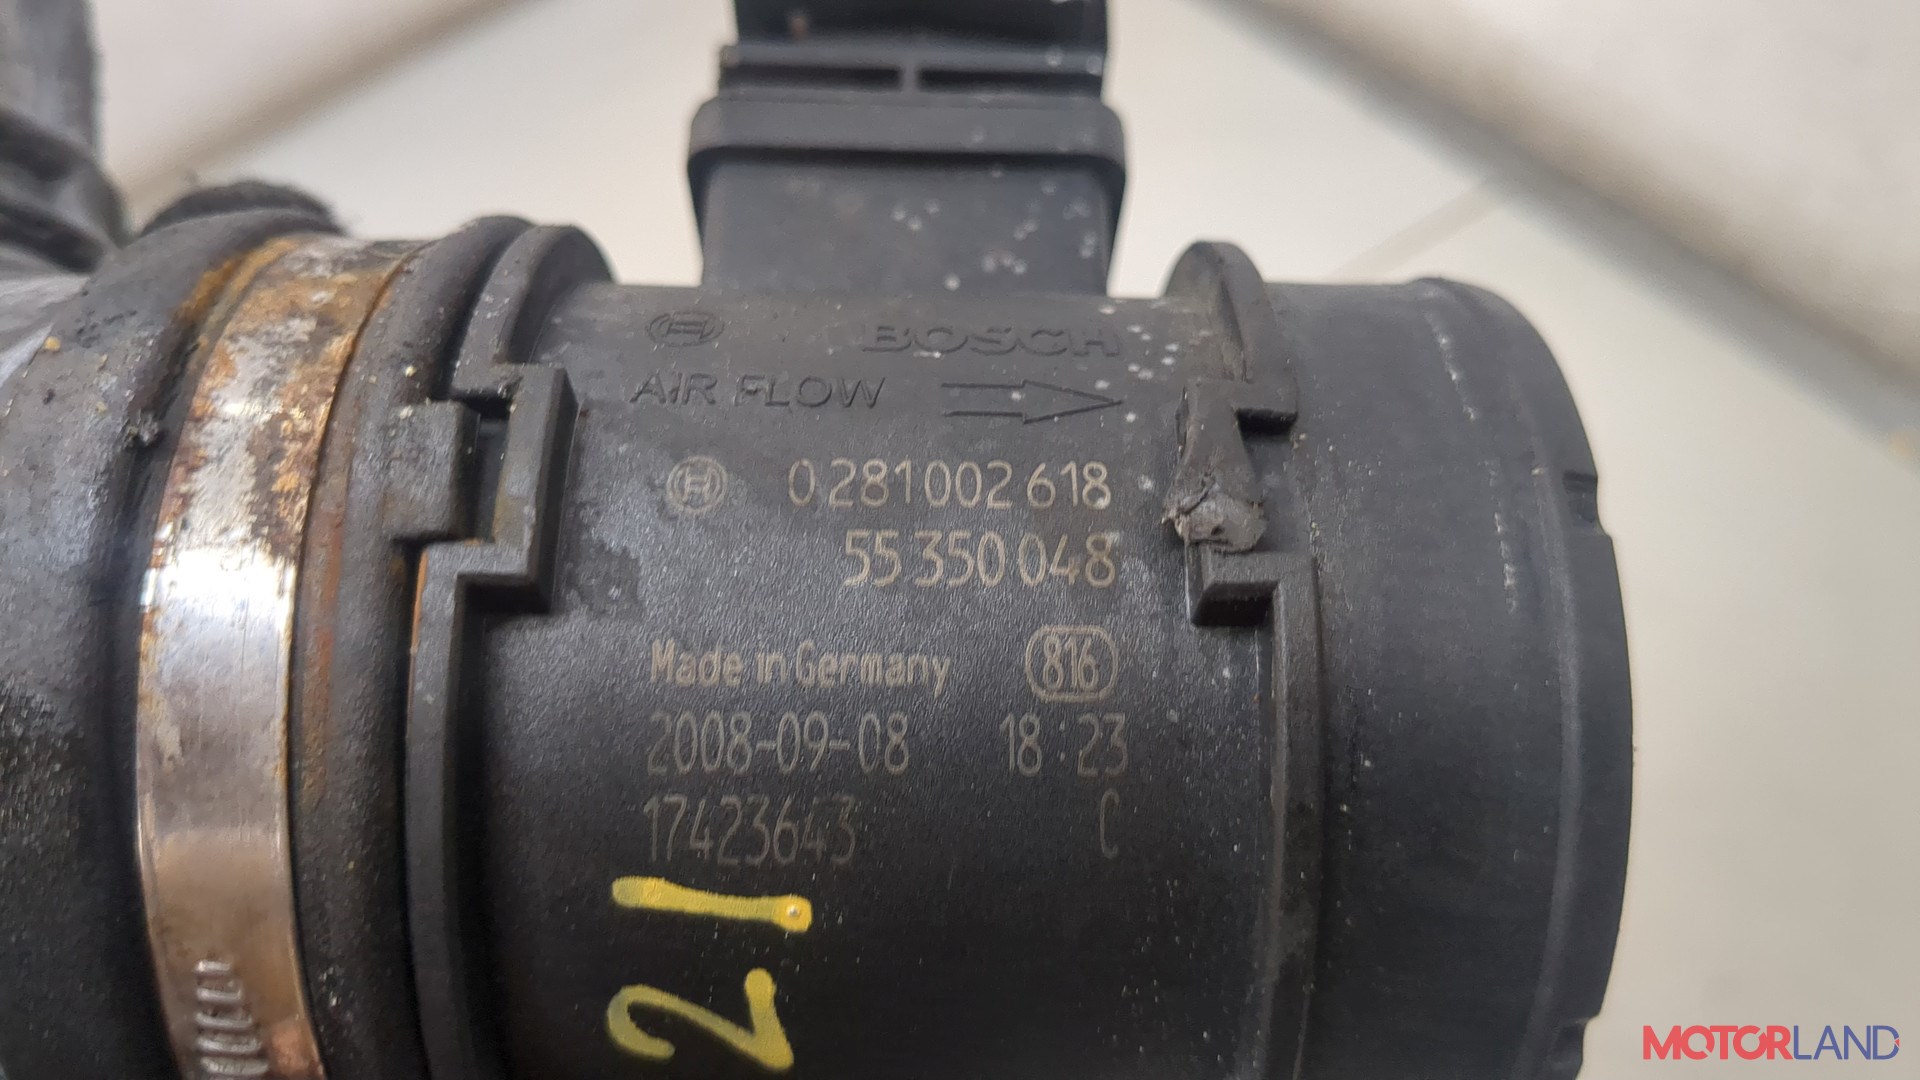 BOSCH
AIR FLOW
0 281 002 618
55 350 048
Made in Germany 816
2008-09-08 18:23
17423643 C
21
MOTORLAND